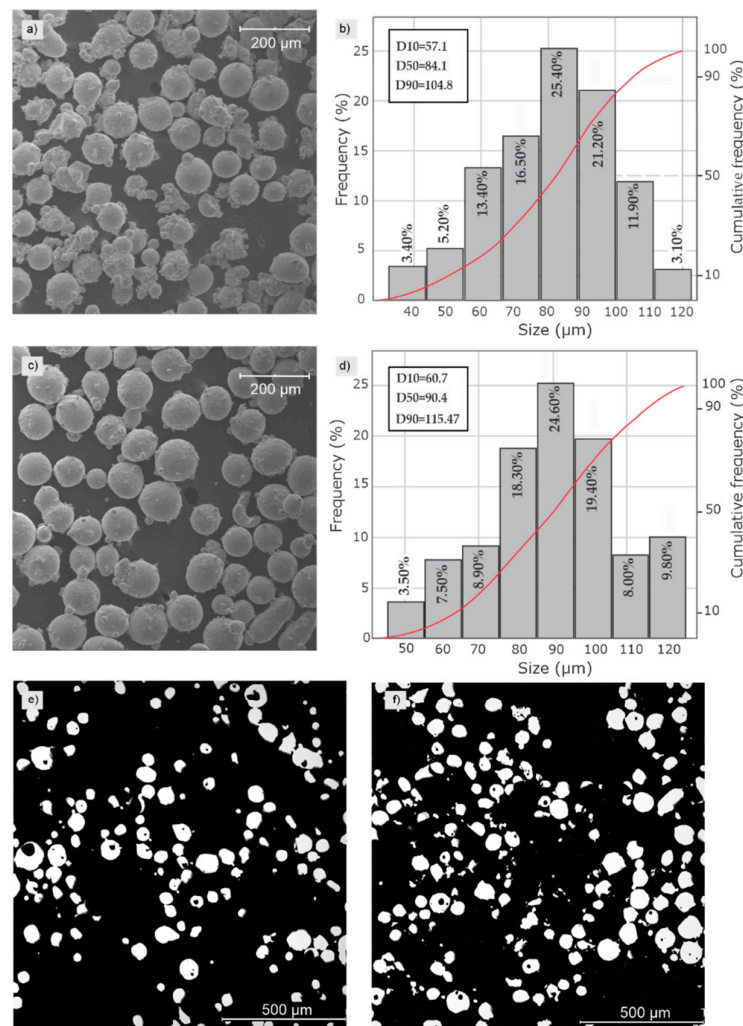 a)
200 µm
b)
D10=57.1
D50=84.1
D90=104.8
Frequency (%)
25
20
15
10
5
0
3.40%
5.20%
13.40%
16.50%
25.40%
21.20%
11.90%
3.10%
100
90
50
10
Cumulative frequency (%)
40 50 60 70 80 90 100 110 120
Size (µm)
c)
200 µm
d)
D10=60.7
D50=90.4
D90=115.47
Frequency (%)
25
20
15
10
5
0
3.50%
7.50%
8.90%
18.30%
24.60%
19.40%
8.00%
9.80%
100
90
50
10
Cumulative frequency (%)
50 60 70 80 90 100 110 120
Size (µm)
e)
500 µm
f)
500 µm